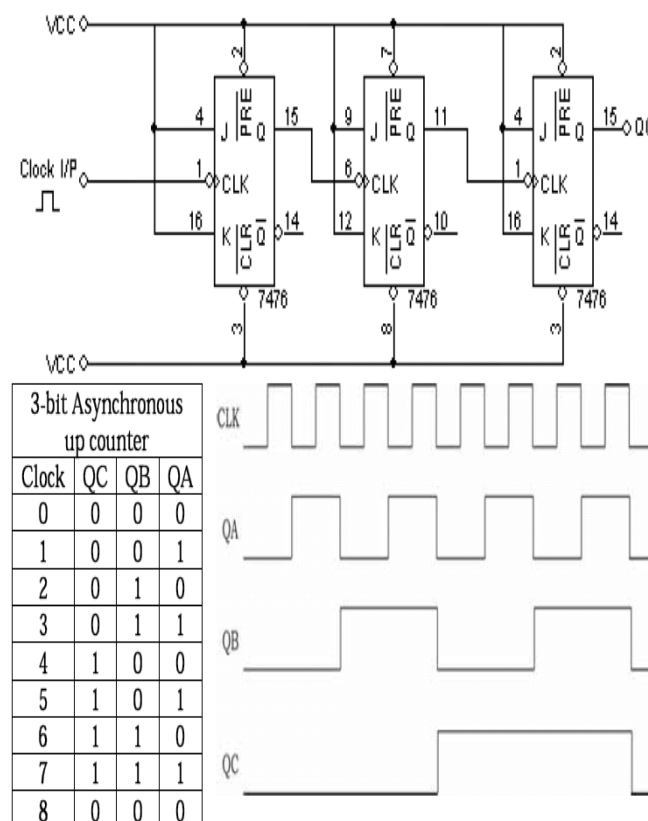 VCC
2
7
2
4 J PRE Q 15
9 J PRE Q 11
4 J PRE Q 15
Clock I/P
1 CLK
6 CLK
1 CLK
16 K CLR Q 14
12 K CLR Q 10
16 K CLR Q 14
7476
7476
7476
3
8
3
VCC
3-bit Asynchronous
up counter
Clock QC QB QA
0 0 0 0
1 0 0 1
2 0 1 0
3 0 1 1
4 1 0 0
5 1 0 1
6 1 1 0
7 1 1 1
8 0 0 0
CLK
QA
QB
QC